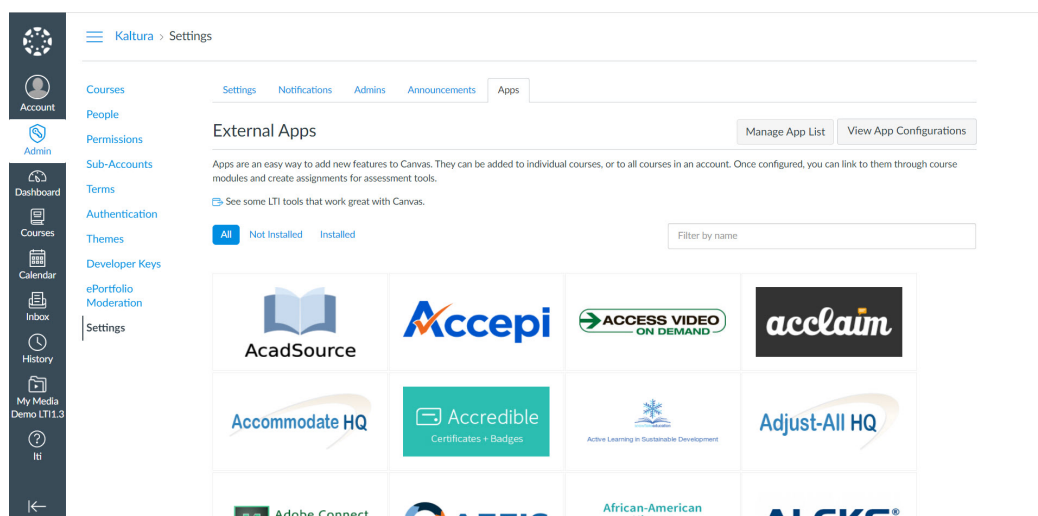 Kaltura > Settings
Account
Admin
Dashboard
Courses
Calendar
Inbox
History
My Media
Demo LTI1.3
lti
Courses
People
Permissions
Sub-Accounts
Terms
Authentication
Themes
Developer Keys
ePortfolio
Moderation
Settings
Settings Notifications Admins Announcements Apps
External Apps
Manage App List View App Configurations
Apps are an easy way to add new features to Canvas. They can be added to individual courses, or to all courses in an account. Once configured, you can link to them through course
modules and create assignments for assessment tools.
See some LTI tools that work great with Canvas.
All Not Installed Installed
Filter by name
AcadSource
Accepi
ACCESS VIDEO
ON DEMAND
acclaim
Accommodate HQ
Accredible
Certificates + Badges
Active Learning in Sustainable Development
Adjust-All HQ
Adobe Connect
African-American
ALEKS®